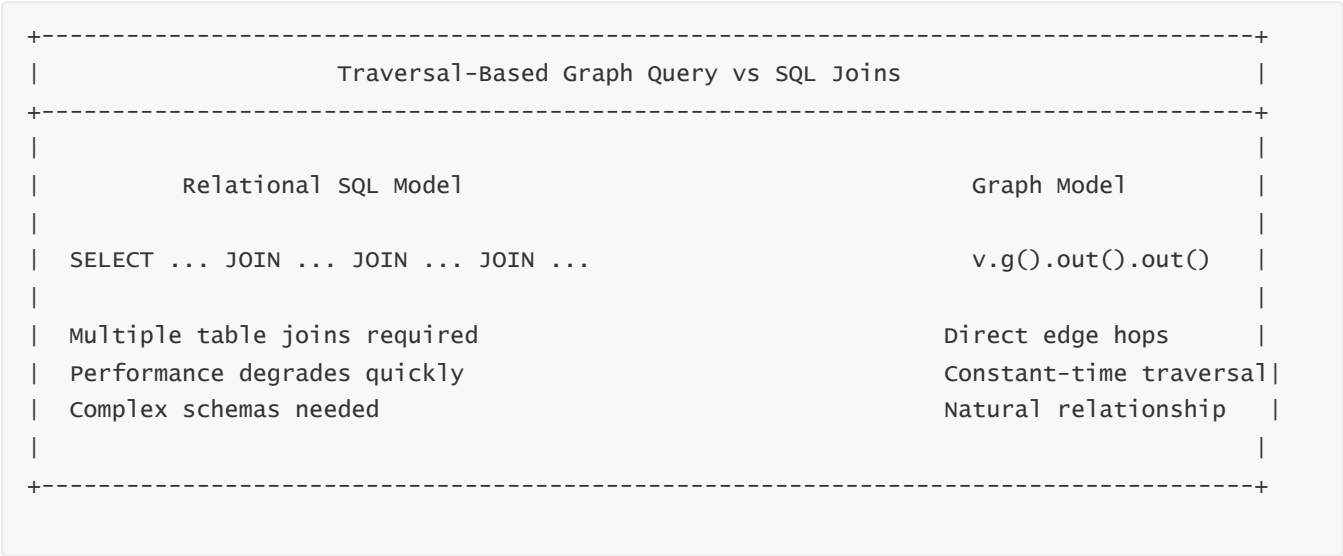 +--------------------------------------------------------------------------------------+
| Traversal-Based Graph Query vs SQL Joins |
+--------------------------------------------------------------------------------------+
| |
| Relational SQL Model Graph Model |
| |
| SELECT ... JOIN ... JOIN ... JOIN ... v.g().out().out() |
| |
| Multiple table joins required Direct edge hops |
| Performance degrades quickly Constant-time traversal|
| Complex schemas needed Natural relationship |
| |
+--------------------------------------------------------------------------------------+